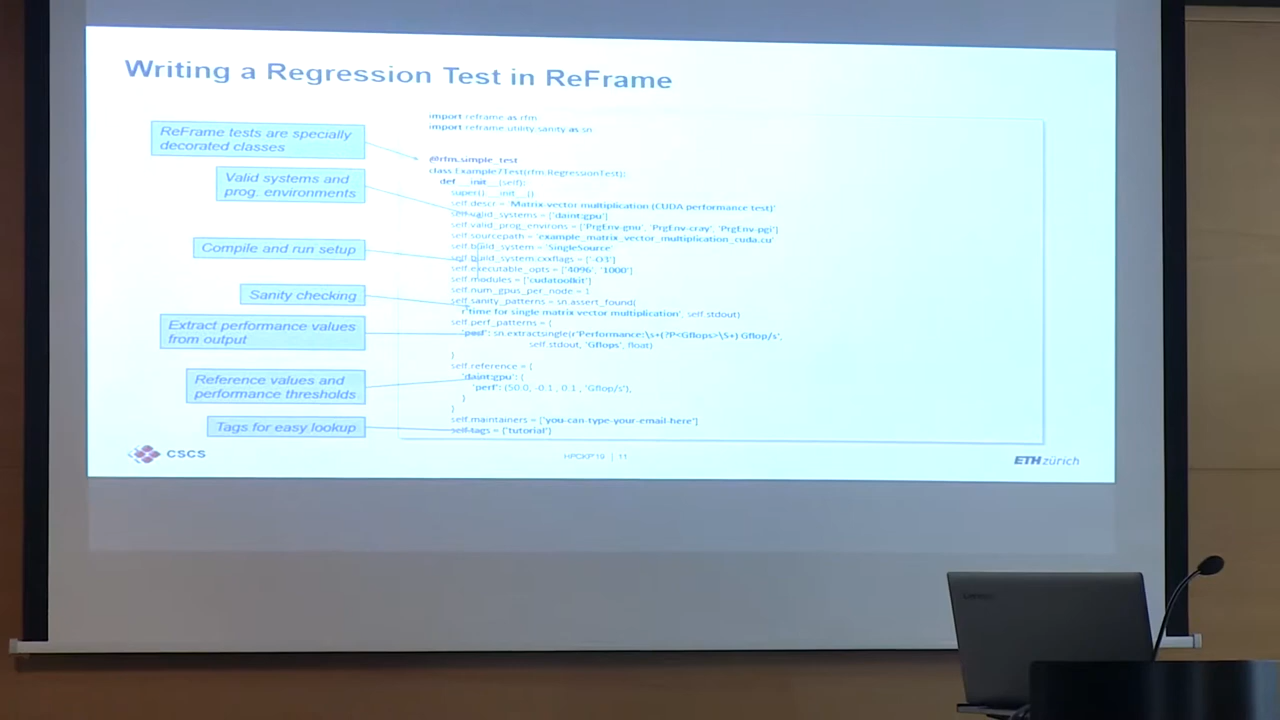 Writing a Regression Test in ReFrame
ReFrame tests are specially
decorated classes
Valid systems and
prog. environments
Compile and run setup
Sanity checking
Extract performance values
from output
Reference values and
performance thresholds
Tags for easy lookup
import reframe as rfm
import reframe.utility.sanity as sn
@rfm.simple_test
class Example7Test(rfm.RegressionTest):
def __init__(self):
super().__init__()
self.descr = 'Matrix-vector multiplication (CUDA performance test)'
self.valid_systems = ['daint:gpu']
self.valid_prog_environs = ['PrgEnv-gnu', 'PrgEnv-cray', 'PrgEnv-pgi']
self.sourcepath = 'example_matrix_vector_multiplication_cuda.cu'
self.build_system = 'SingleSource'
self.build_system.cxxflags = ['-O3']
self.executable_opts = ['4096', '1000']
self.modules = ['cudatoolkit']
self.num_gpus_per_node = 1
self.sanity_patterns = sn.assert_found(
r'time for single matrix vector multiplication', self.stdout)
self.perf_patterns = {
'perf': sn.extractsingle(r'Performance:\s+(?P<Gflops>\S+) Gflop/s',
self.stdout, 'Gflops', float)
}
self.reference = {
'daint:gpu': {
'perf': (50.0, -0.1, 0.1, 'Gflop/s'),
}
}
self.maintainers = ['you-can-type-your-email-here']
self.tags = ['tutorial']
CSCS
HPCKP'19 | 11
ETH zürich